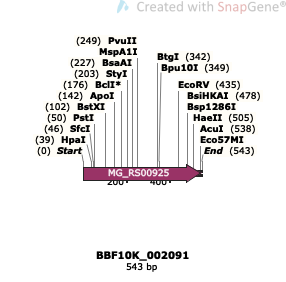 Created with SnapGene®
(249) PvuII
MspA1I
(227) BsaAI
(203) StyI
(176) BclI*
(142) ApoI
(102) BstXI
(50) PstI
(46) SfcI
(39) HpaI
(0) Start
BtgI (342)
Bpu10I (349)
EcoRV (435)
BsiHKAI (478)
Bsp1286I
HaeII (505)
AcuI (538)
Eco57MI
End (543)
MG_RS00925
200 400
BBF10K_002091
543 bp